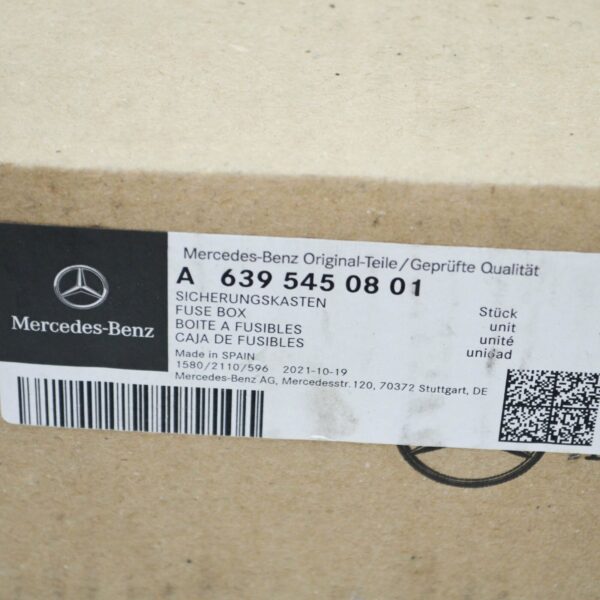 Mercedes-Benz
Mercedes-Benz Original-Teile/Geprüfte Qualität
A 639 545 08 01
SICHERUNGSKASTEN
FUSE BOX
BOITE A FUSIBLES
CAJA DE FUSIBLES
Stück
unit
unité
unidad
Made in SPAIN
1580/2110/596 2021-10-19
Mercedes-Benz AG, Mercedesstr.120, 70372 Stuttgart, DE